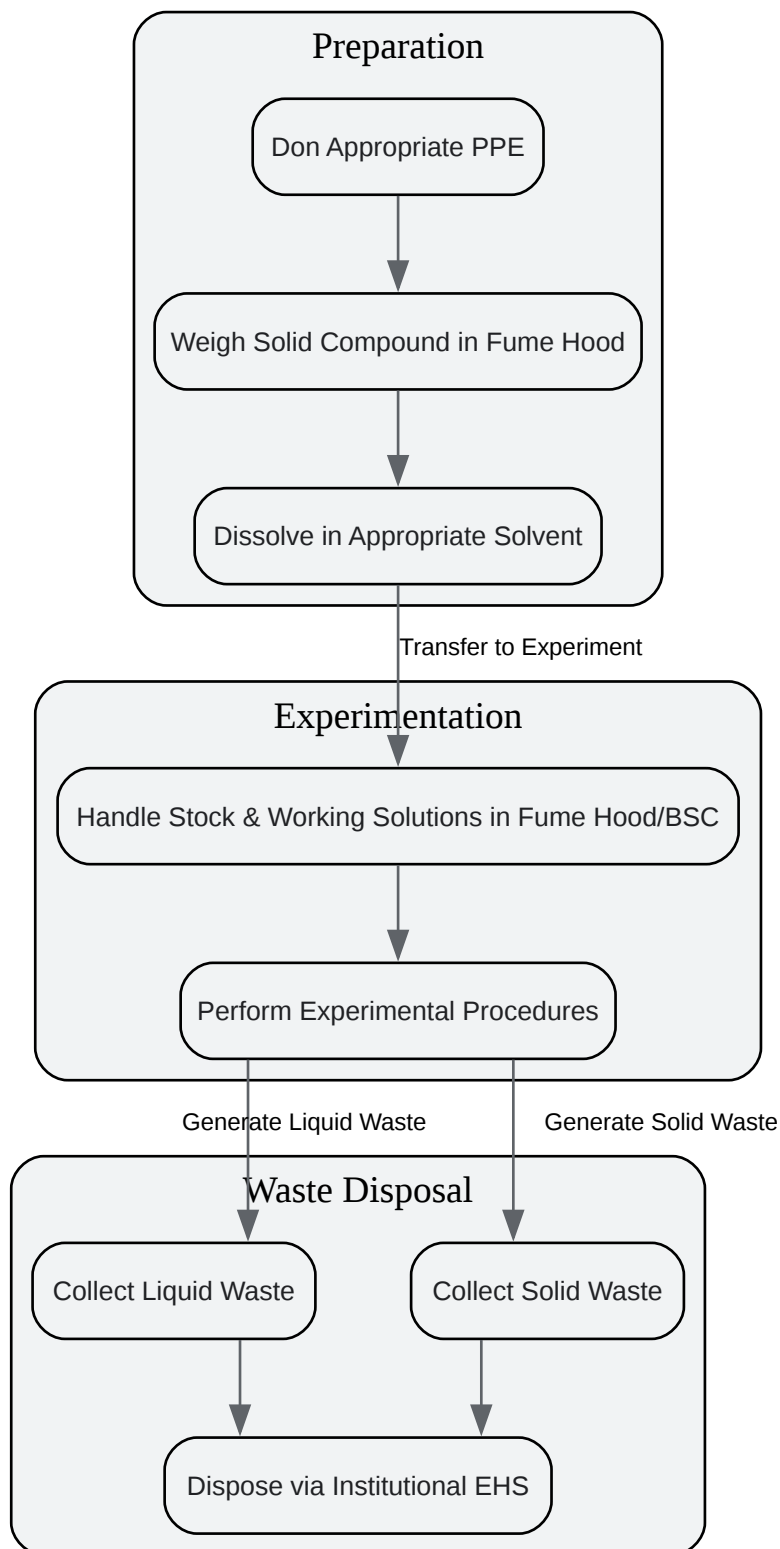 Preparation
Don Appropriate PPE
Weigh Solid Compound in Fume Hood
Dissolve in Appropriate Solvent
Transfer to Experiment
Experimentation
Handle Stock & Working Solutions in Fume Hood/BSC
Perform Experimental Procedures
Generate Liquid Waste
Generate Solid Waste
Waste Disposal
Collect Liquid Waste
Collect Solid Waste
Dispose via Institutional EHS